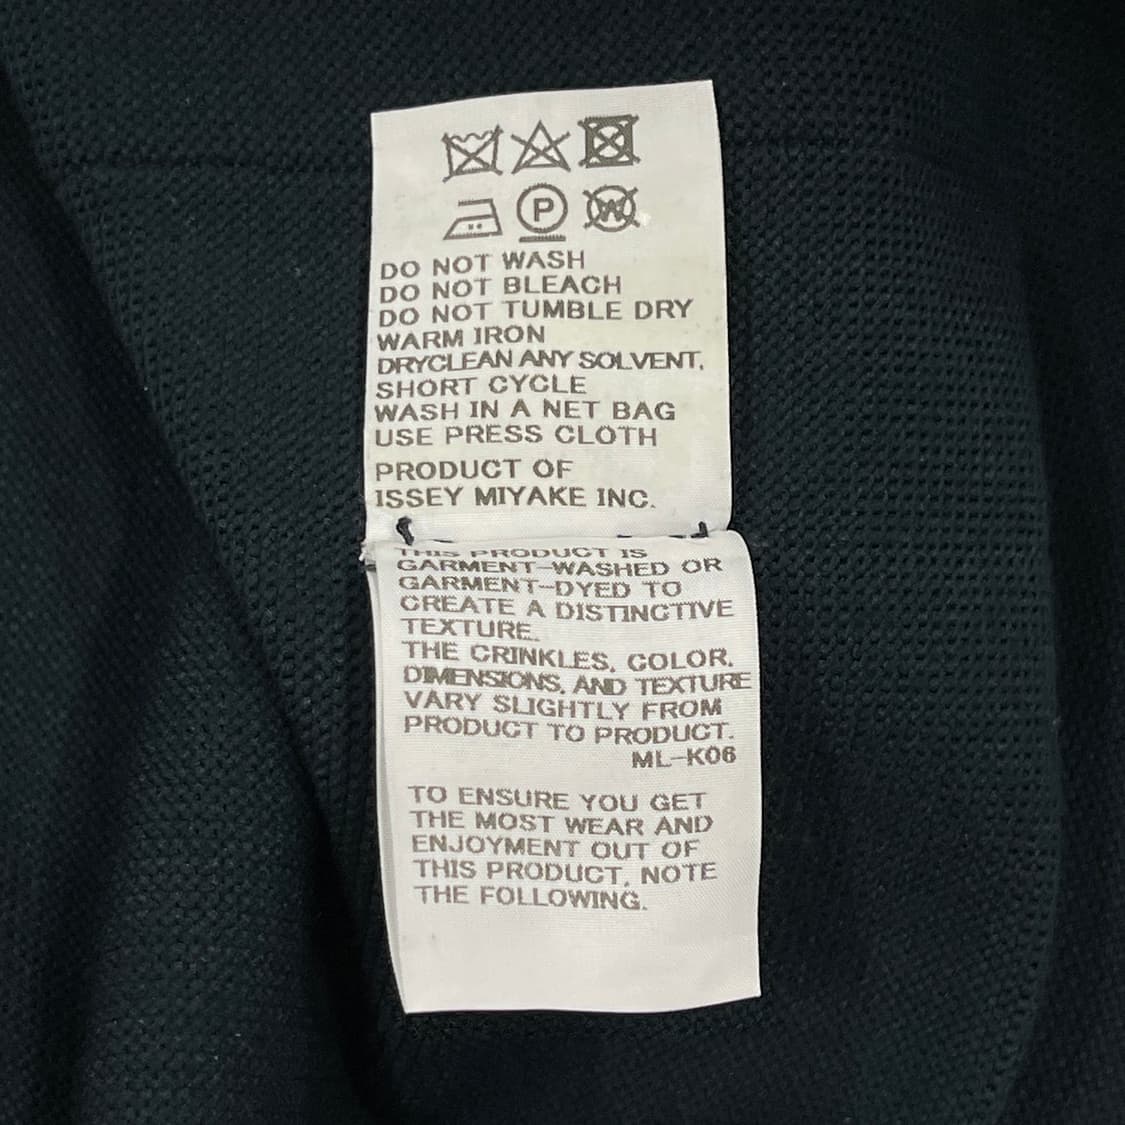 P W
DO NOT WASH
DO NOT BLEACH
DO NOT TUMBLE DRY
WARM IRON
DRYCLEAN ANY SOLVENT,
SHORT CYCLE
WASH IN A NET BAG
USE PRESS CLOTH
PRODUCT OF
ISSEY MIYAKE INC.
THIS PRODUCT IS
GARMENT-WASHED OR
GARMENT-DYED TO
CREATE A DISTINCTIVE
TEXTURE.
THE CRINKLES, COLOR,
DIMENSIONS, AND TEXTURE
VARY SLIGHTLY FROM
PRODUCT TO PRODUCT.
ML-K06
TO ENSURE YOU GET
THE MOST WEAR AND
ENJOYMENT OUT OF
THIS PRODUCT, NOTE
THE FOLLOWING.